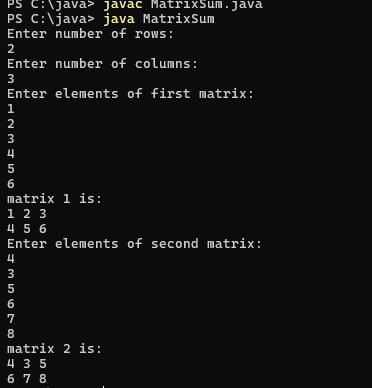 PS C:\java> javac MatrixSum.java
PS C:\java> java MatrixSum
Enter number of rows:
2
Enter number of columns:
3
Enter elements of first matrix:
1
2
3
4
5
6
matrix 1 is:
1 2 3
4 5 6
Enter elements of second matrix:
4
3
5
6
7
8
matrix 2 is:
4 3 5
6 7 8